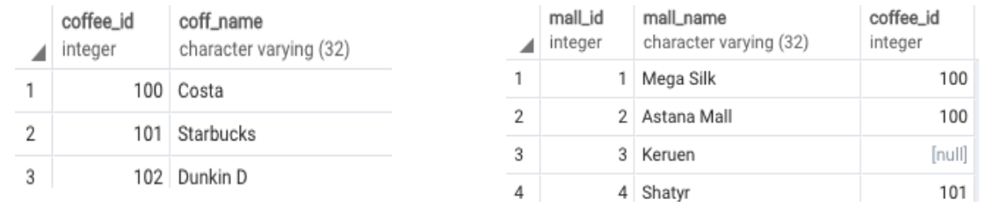 coffee_id coff_name
integer character varying (32)
1 100 Costa
2 101 Starbucks
3 102 Dunkin D
mall_id mall_name coffee_id
integer character varying (32) integer
1 1 Mega Silk 100
2 2 Astana Mall 100
3 3 Keruen [null]
4 4 Shatyr 101